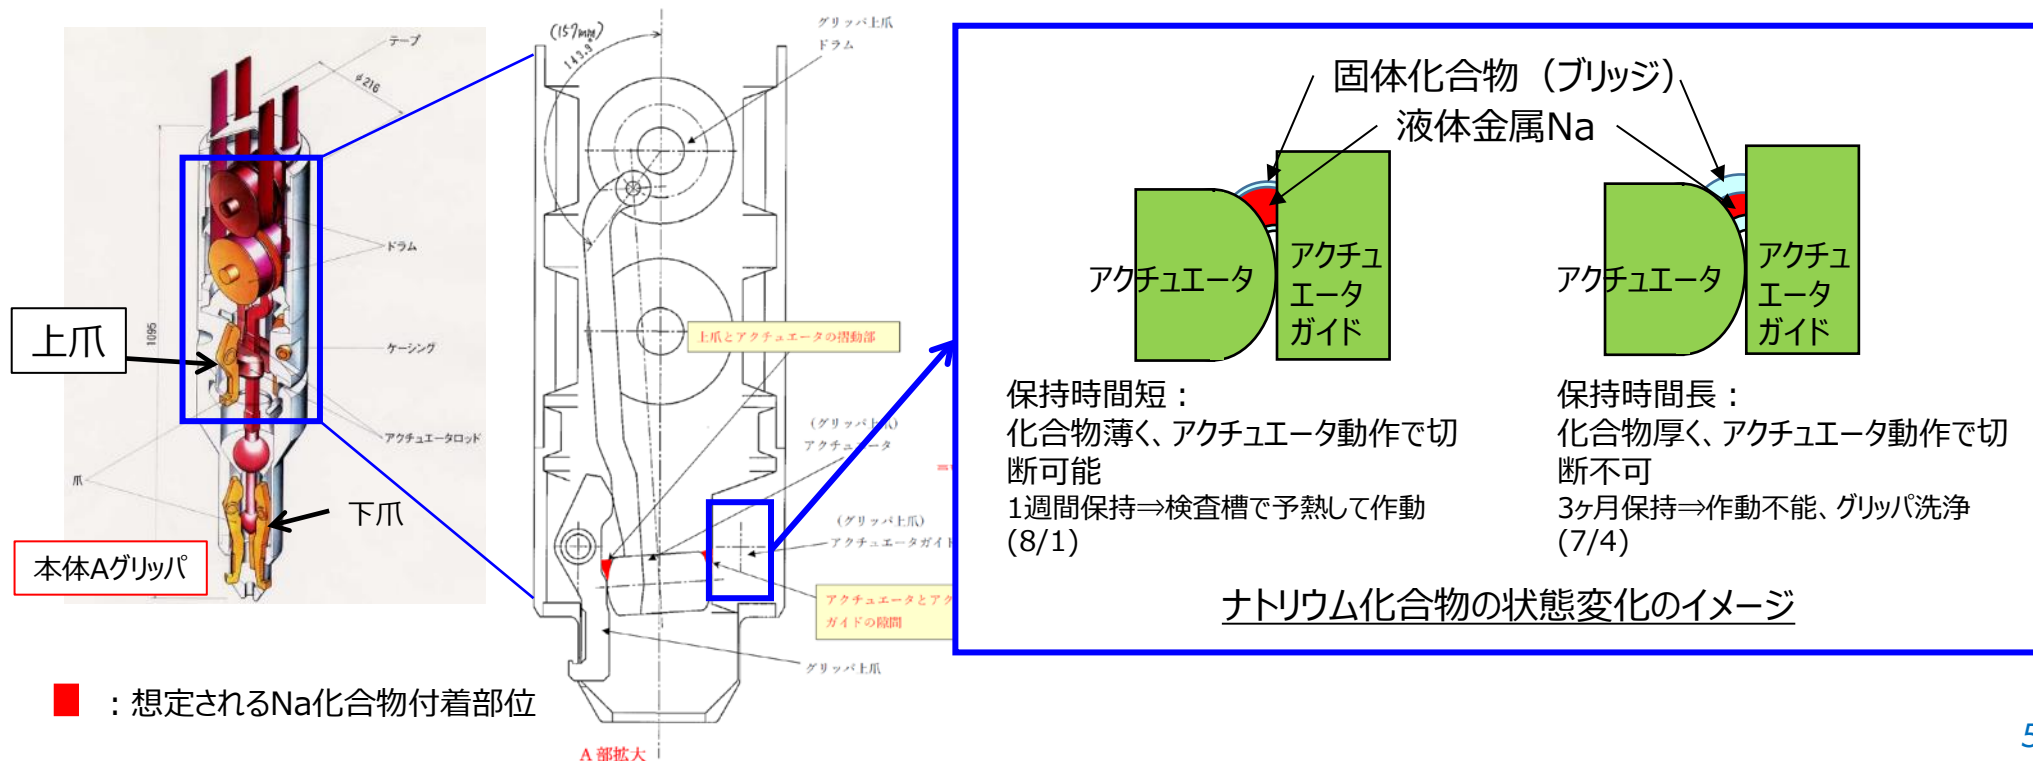 テープ
φ216
1095
ドラム
上爪
ケーシング
アクチュエータロッド
爪
下爪
本体Aグリッパ
：想定されるNa化合物付着部位
(157mm)
143.9°
グリッパ上爪
ドラム
上爪とアクチュエータの摺動部
(グリッパ上爪)
アクチュエータ
(グリッパ上爪)
アクチュエータガイド
アクチュエータとアク
ガイドの隙間
グリッパ上爪
A 部拡大
固体化合物（ブリッジ）
液体金属Na
アクチュエータ
アクチュ
エータ
ガイド
アクチュエータ
アクチュ
エータ
ガイド
保持時間短：
化合物薄く、アクチュエータ動作で切
断可能
1週間保持⇒検査槽で予熱して作動
(8/1)
保持時間長：
化合物厚く、アクチュエータ動作で切
断不可
3ヶ月保持⇒作動不能、グリッパ洗浄
(7/4)
ナトリウム化合物の状態変化のイメージ
5